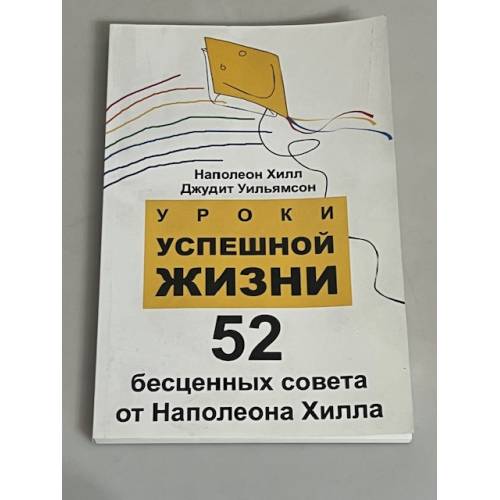 Наполеон Хилл
Джудит Уильямсон
УРОКИ
УСПЕШНОЙ
ЖИЗНИ
52
бесценных совета
от Наполеона Хилла